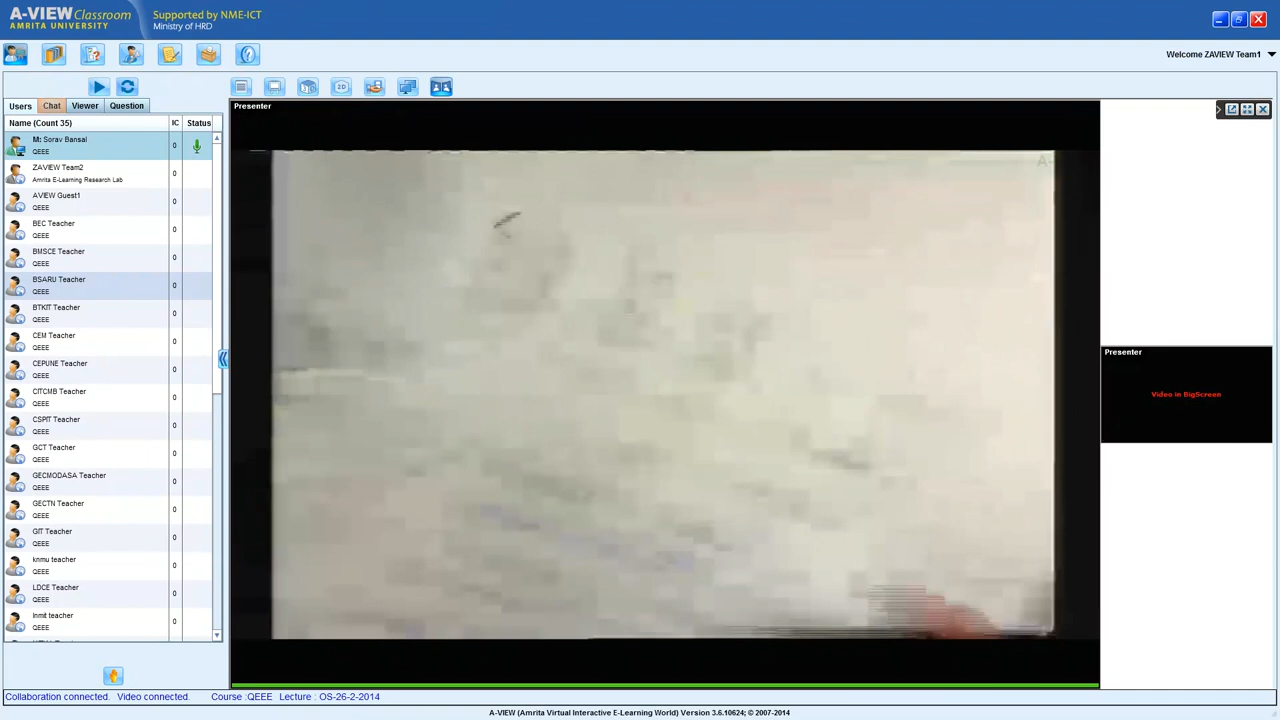 A-VIEW Classroom
AMRITA UNIVERSITY
Supported by NME-ICT
Ministry of HRD
Welcome ZAVIEW Team1
Users Chat Viewer Question
Name (Count 35) IC Status
M: Sorav Bansal
QEEE 0
ZAVIEW Team2
Amrita E-Learning Research Lab 0
AVIEW Guest1
QEEE 0
BEC Teacher
QEEE 0
BMSCE Teacher
QEEE 0
BSARU Teacher
QEEE 0
BTKIT Teacher
QEEE 0
CEM Teacher
QEEE 0
CEPUNE Teacher
QEEE 0
CITCMB Teacher
QEEE 0
CSPIT Teacher
QEEE 0
GCT Teacher
QEEE 0
GECMODASA Teacher
QEEE 0
GECTN Teacher
QEEE 0
GIT Teacher
QEEE 0
knmu teacher
QEEE 0
LDCE Teacher
QEEE 0
lnmit teacher
QEEE 0
2D
Presenter
A-
Presenter
Video in BigScreen
Collaboration connected. Video connected. Course :QEEE Lecture : OS-26-2-2014
A-VIEW (Amrita Virtual Interactive E-Learning World) Version 3.6.10624; © 2007-2014